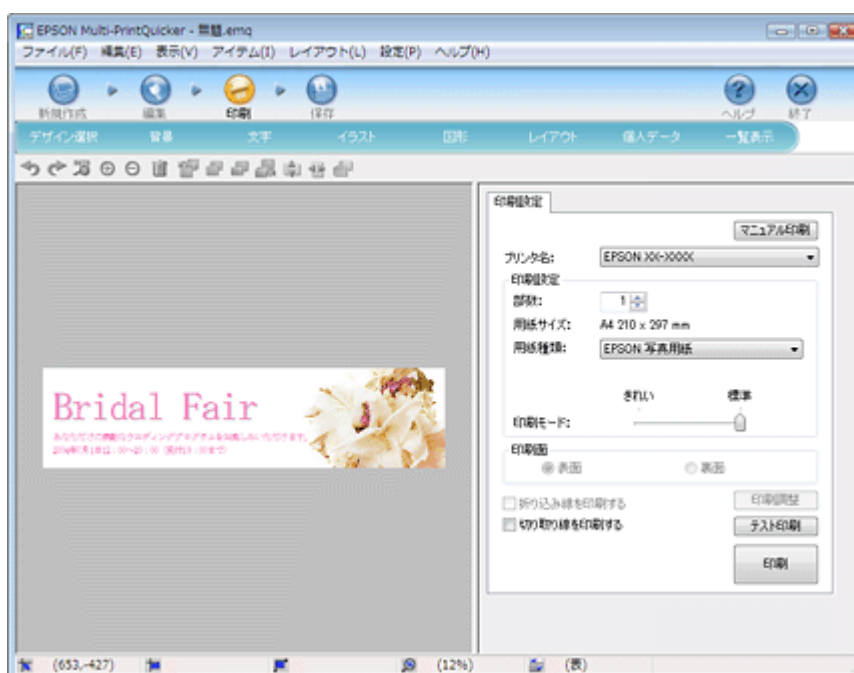 EPSON Multi-PrintQuicker - 無題.emq
ファイル(F) 編集(E) 表示(V) アイテム(I) レイアウト(L) 設定(P) ヘルプ(H)
新規作成 編集 印刷 保存 ヘルプ 終了
デザイン選択 背景 文字 イラスト 図形 レイアウト 個人データ 一覧表示
印刷設定
マニュアル印刷
プリンタ名: EPSON XX-XXXX
印刷設定
部数: 1
用紙サイズ: A4 210 x 297 mm
用紙種類: EPSON 写真用紙
きれい 標準
印刷モード:
印刷面
表面 裏面
折り込み線を印刷する 印刷調整
切り取り線を印刷する テスト印刷
印刷
Bridal Fair
(653,-427) (12%) (表)